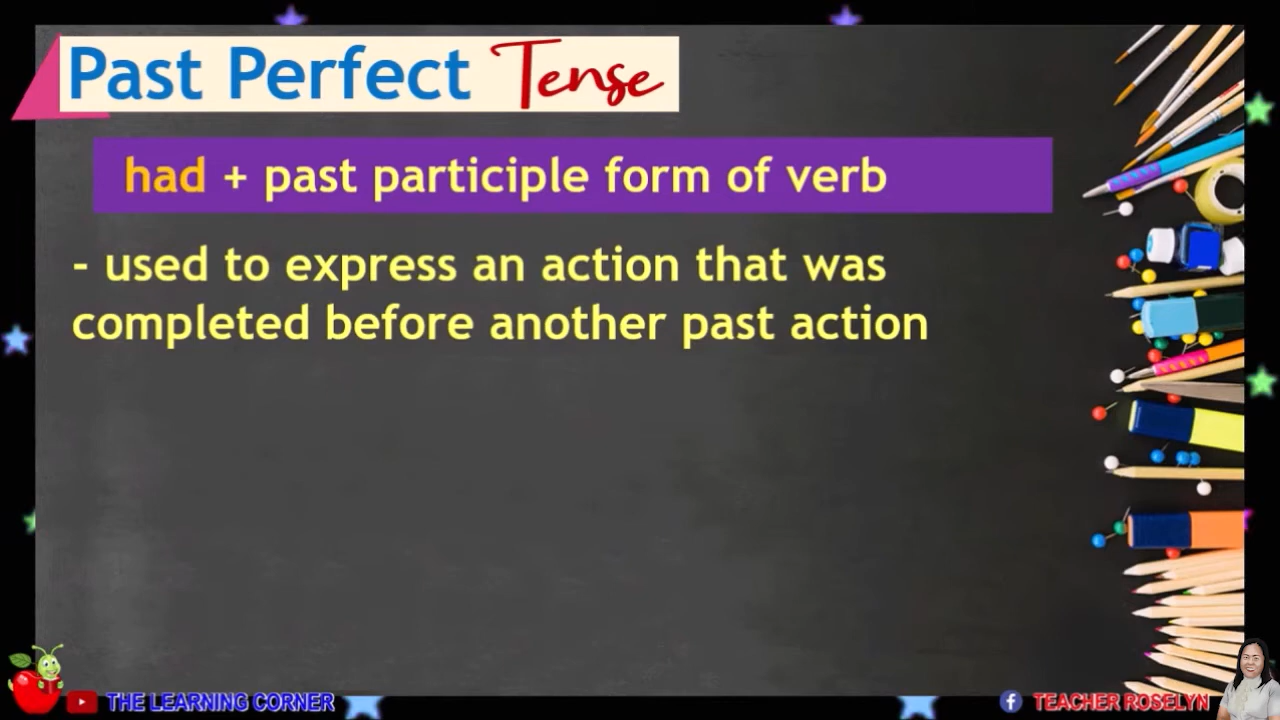 Past Perfect Tense
had + past participle form of verb
- used to express an action that was
completed before another past action
THE LEARNING CORNER
TEACHER ROSELYN